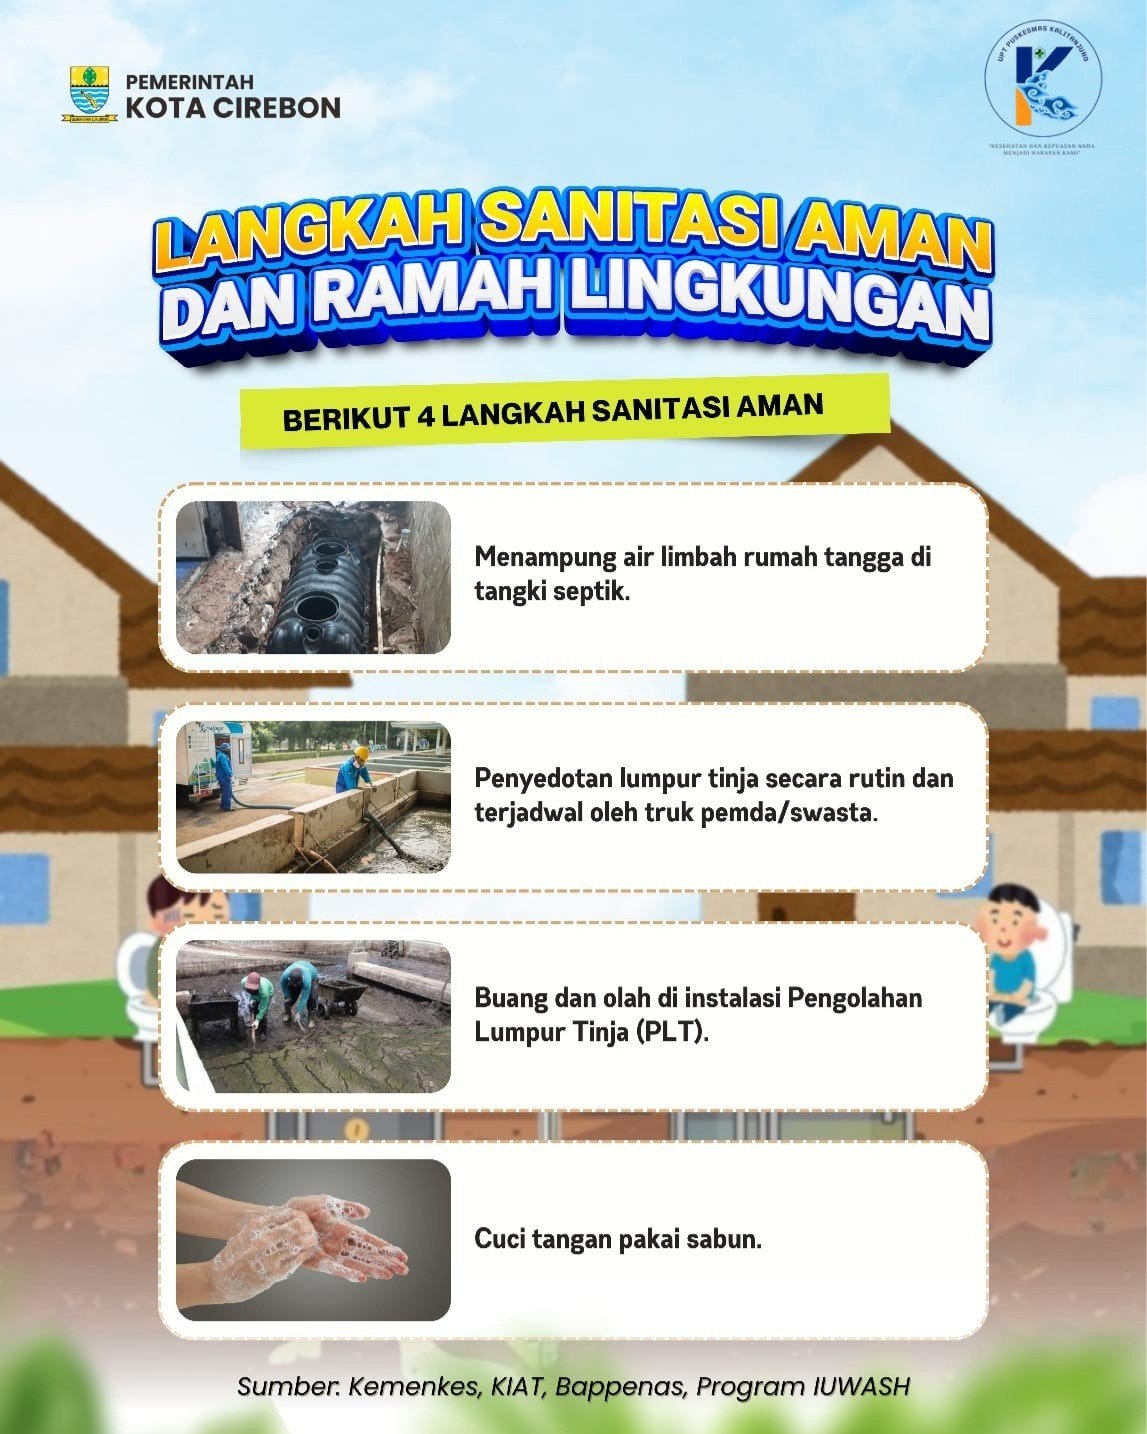 PEMERINTAH
KOTA CIREBON
UPT PUSKESMAS KALITANJUNG
"KESEHATAN DAN KEPUASAN ANDA
MENJADI HARAPAN KAMI"
LANGKAH SANITASI AMAN
DAN RAMAH LINGKUNGAN
BERIKUT 4 LANGKAH SANITASI AMAN
Menampung air limbah rumah tangga di
tangki septik.
Penyedotan lumpur tinja secara rutin dan
terjadwal oleh truk pemda/swasta.
Buang dan olah di instalasi Pengolahan
Lumpur Tinja (PLT).
Cuci tangan pakai sabun.
Sumber: Kemenkes, KIAT, Bappenas, Program IUWASH